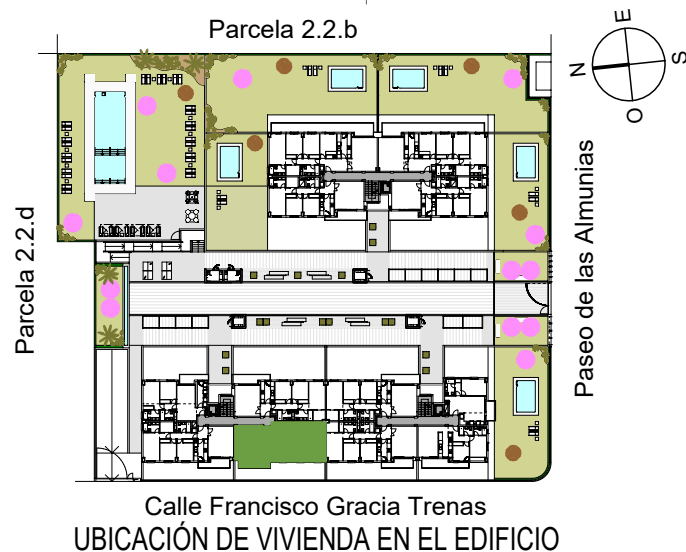 Parcela 2.2.b
E
N
S
O
Parcela 2.2.d
Paseo de las Almunias
Calle Francisco Gracia Trenas
UBICACIÓN DE VIVIENDA EN EL EDIFICIO